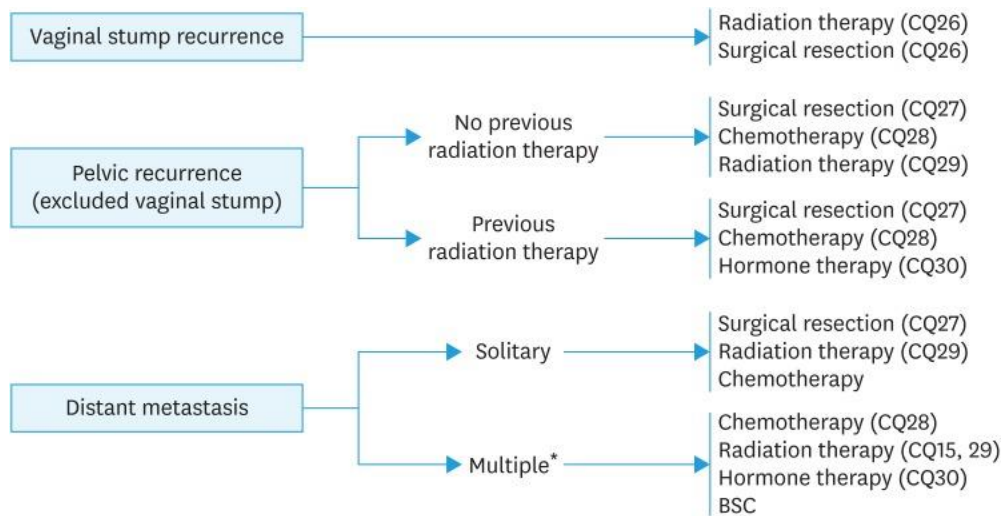 Vaginal stump recurrence
Radiation therapy (CQ26)
Surgical resection (CQ26)
Pelvic recurrence
(excluded vaginal stump)
No previous
radiation therapy
Surgical resection (CQ27)
Chemotherapy (CQ28)
Radiation therapy (CQ29)
Previous
radiation therapy
Surgical resection (CQ27)
Chemotherapy (CQ28)
Hormone therapy (CQ30)
Distant metastasis
Solitary
Surgical resection (CQ27)
Radiation therapy (CQ29)
Chemotherapy
Multiple*
Chemotherapy (CQ28)
Radiation therapy (CQ15, 29)
Hormone therapy (CQ30)
BSC